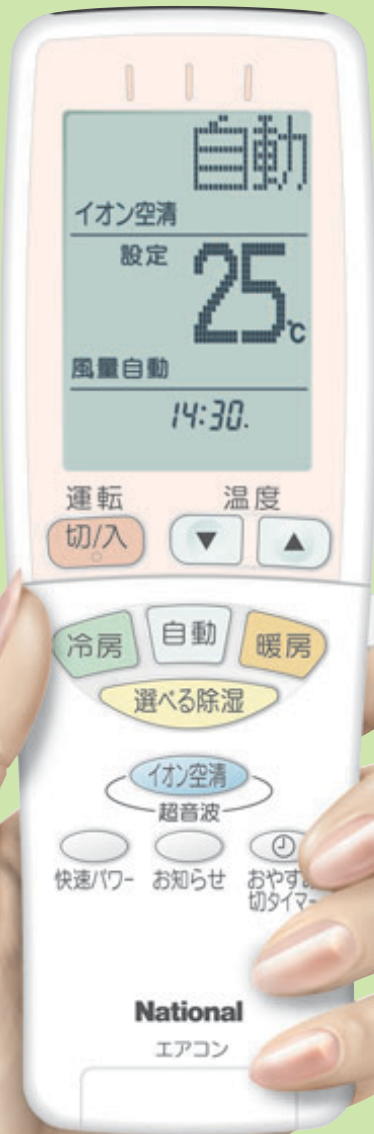 自動
イオン空清
設定 25℃
風量自動
14:30.
運転 温度
切/入 ▼ ▲
冷房 自動 暖房
選べる除湿
イオン空清
超音波
快速パワー お知らせ おやすみ
切タイマー
National
エアコン